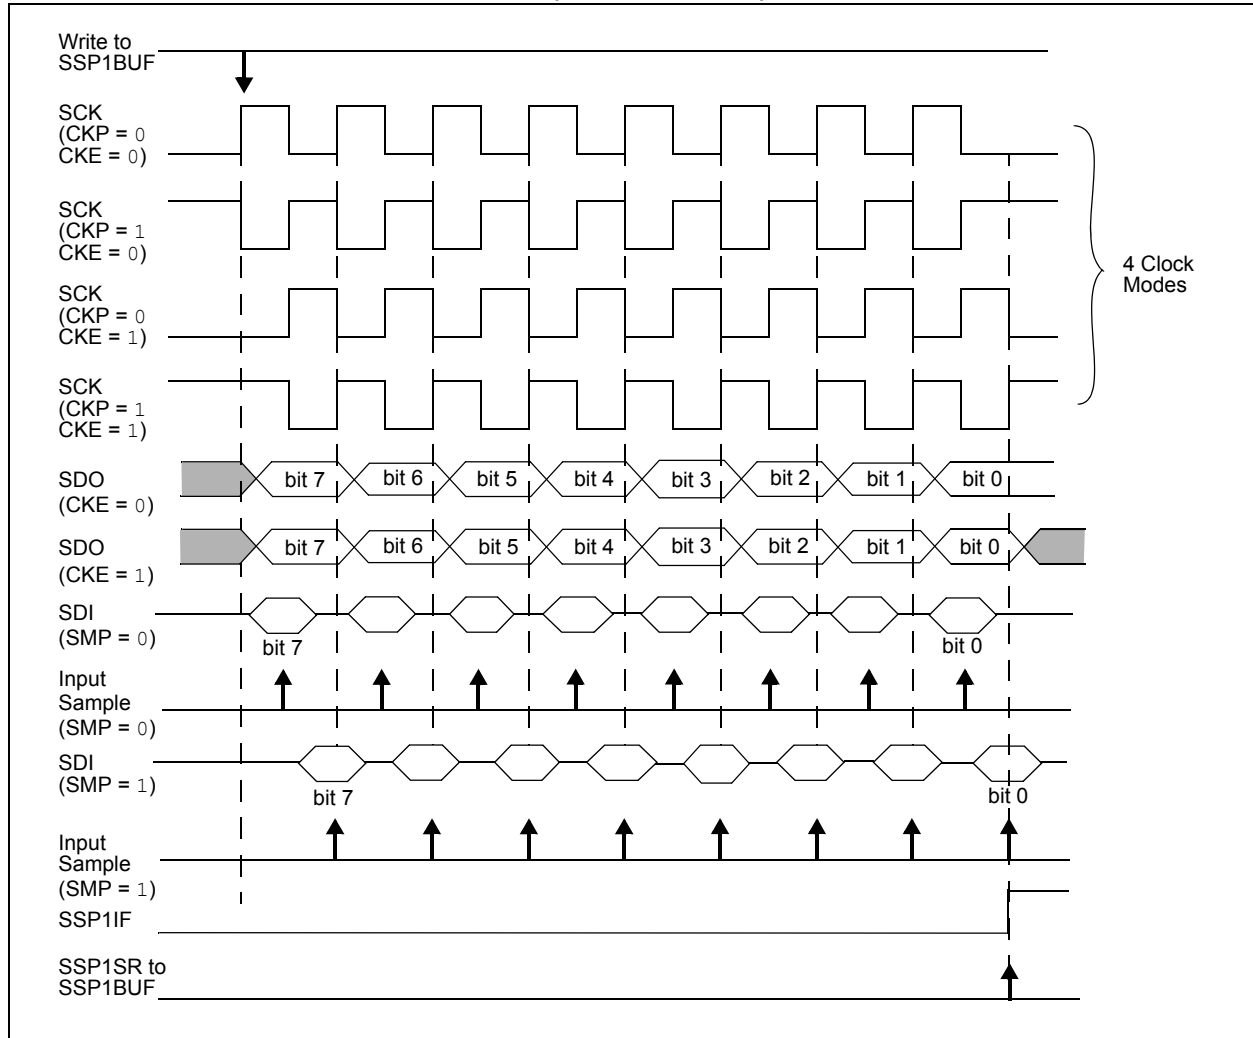 Write to
SSP1BUF
SCK
(CKP = 0
CKE = 0)
SCK
(CKP = 1
CKE = 0)
SCK
(CKP = 0
CKE = 1)
SCK
(CKP = 1
CKE = 1)
4 Clock
Modes
SDO
(CKE = 0)
bit 7 bit 6 bit 5 bit 4 bit 3 bit 2 bit 1 bit 0
SDO
(CKE = 1)
bit 7 bit 6 bit 5 bit 4 bit 3 bit 2 bit 1 bit 0
SDI
(SMP = 0)
bit 7 bit 0
Input
Sample
(SMP = 0)
SDI
(SMP = 1)
bit 7 bit 0
Input
Sample
(SMP = 1)
SSP1IF
SSP1SR to
SSP1BUF